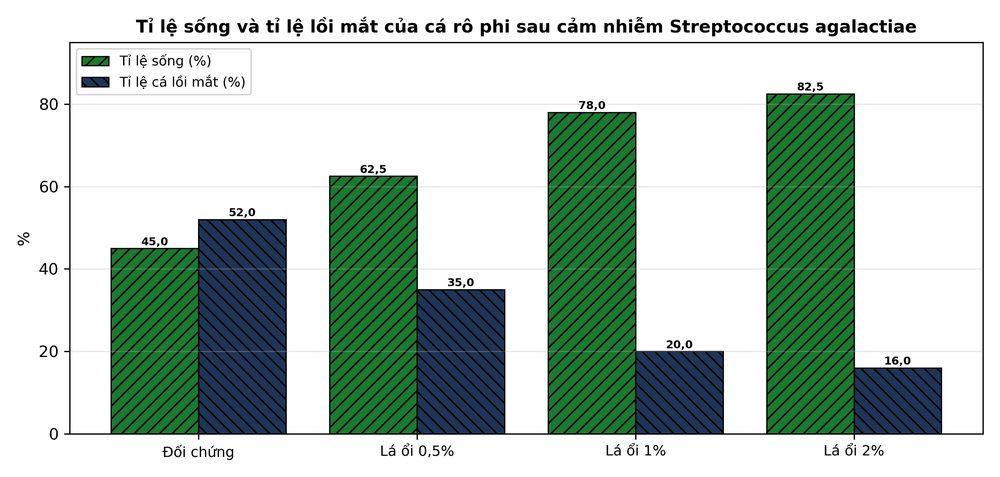 Tỉ lệ sống và tỉ lệ lồi mắt của cá rô phi sau cảm nhiễm Streptococcus agalactiae
Tỉ lệ sống (%)
Tỉ lệ cá lồi mắt (%)
%
80
60
40
20
0
45,0
52,0
62,5
35,0
78,0
20,0
82,5
16,0
Đối chứng
Lá ổi 0,5%
Lá ổi 1%
Lá ổi 2%